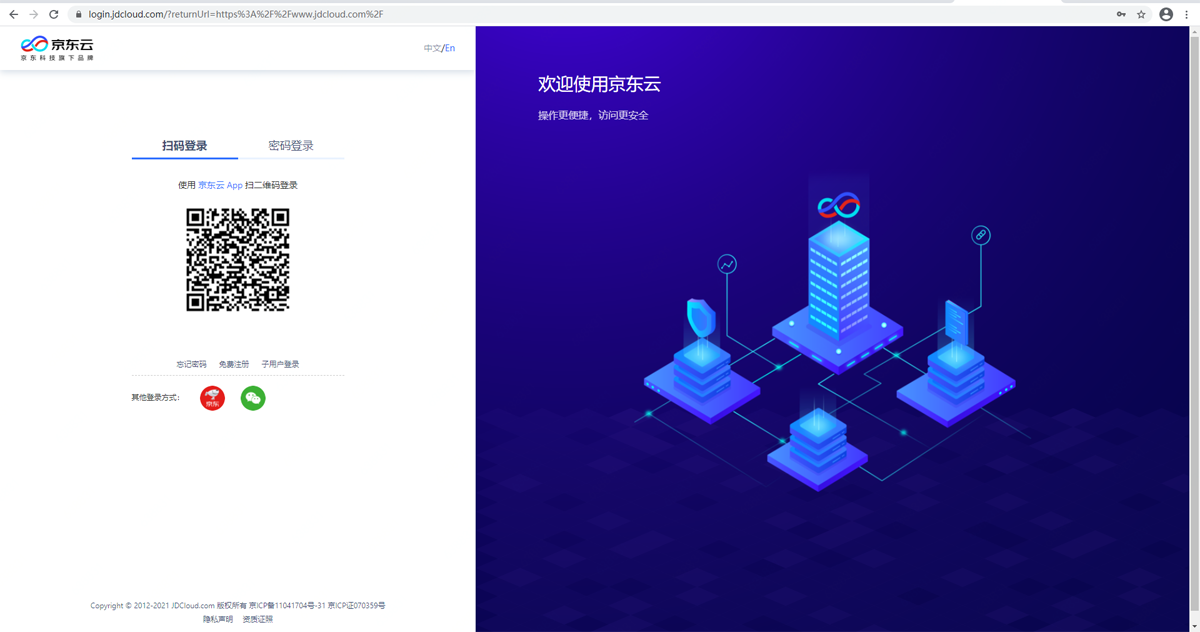 login.jdcloud.com/?returnUrl=https%3A%2F%2Fwww.jdcloud.com%2F
京东云
京东科技旗下品牌
中文/En
扫码登录 密码登录
使用 京东云 App 扫二维码登录
忘记密码 免费注册 子用户登录
其他登录方式:
京东
Copyright © 2012-2021 JDCloud.com 版权所有 京ICP备11041704号-31 京ICP证070359号
隐私声明 资质证照
欢迎使用京东云
操作更便捷，访问更安全